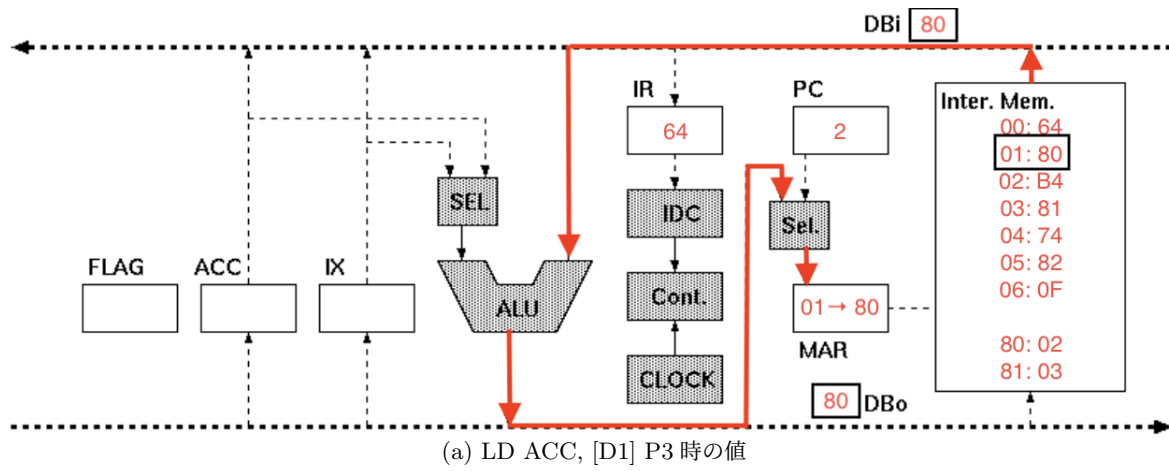 DBi 80
IR PC
Inter. Mem.
64 2
00: 64
01: 80
02: B4
03: 81
04: 74
05: 82
06: 0F
80: 02
81: 03
SEL IDC Sel.
FLAG ACC IX
ALU Cont. 01→ 80
MAR
CLOCK
80 DBo
(a) LD ACC, [D1] P3 時の値